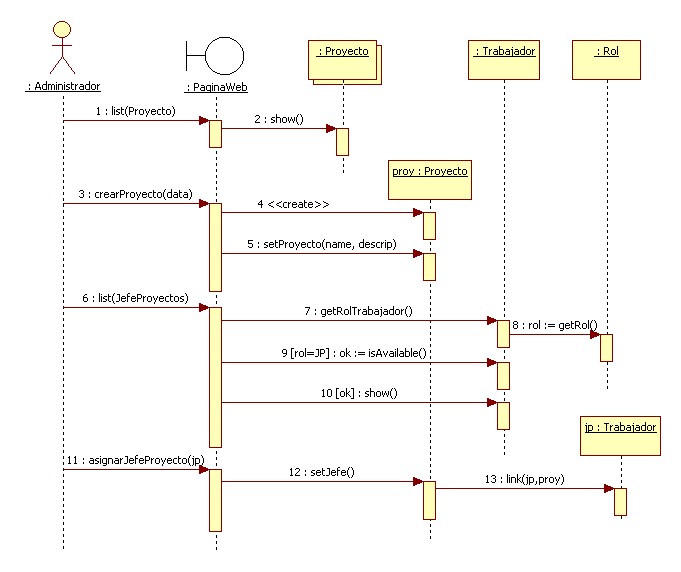 : Administrador
: PaginaWeb
: Proyecto
: Trabajador
: Rol
1 : list(Proyecto)
2 : show()
proy : Proyecto
3 : crearProyecto(data)
4 <<create>>
5 : setProyecto(name, descrip)
6 : list(JefeProyectos)
7 : getRolTrabajador()
8 : rol := getRol()
9 [rol=JP] : ok := isAvailable()
10 [ok] : show()
jp : Trabajador
11 : asignarJefeProyecto(jp)
12 : setJefe()
13 : link(jp,proy)